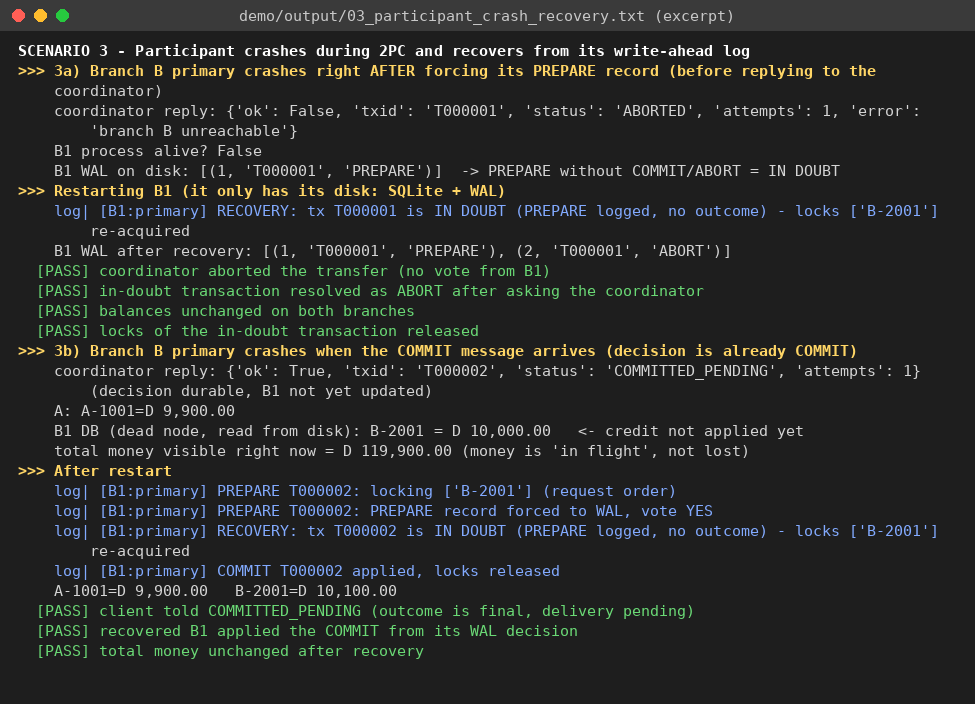 demo/output/03_participant_crash_recovery.txt (excerpt)
SCENARIO 3 - Participant crashes during 2PC and recovers from its write-ahead log
>>> 3a) Branch B primary crashes right AFTER forcing its PREPARE record (before replying to the
coordinator)
coordinator reply: {'ok': False, 'txid': 'T000001', 'status': 'ABORTED', 'attempts': 1, 'error':
'branch B unreachable'}
B1 process alive? False
B1 WAL on disk: [(1, 'T000001', 'PREPARE')]  -> PREPARE without COMMIT/ABORT = IN DOUBT
>>> Restarting B1 (it only has its disk: SQLite + WAL)
log| [B1:primary] RECOVERY: tx T000001 is IN DOUBT (PREPARE logged, no outcome) - locks ['B-2001']
re-acquired
B1 WAL after recovery: [(1, 'T000001', 'PREPARE'), (2, 'T000001', 'ABORT')]
[PASS] coordinator aborted the transfer (no vote from B1)
[PASS] in-doubt transaction resolved as ABORT after asking the coordinator
[PASS] balances unchanged on both branches
[PASS] locks of the in-doubt transaction released
>>> 3b) Branch B primary crashes when the COMMIT message arrives (decision is already COMMIT)
coordinator reply: {'ok': True, 'txid': 'T000002', 'status': 'COMMITTED_PENDING', 'attempts': 1}
(decision durable, B1 not yet updated)
A: A-1001=D 9,900.00
B1 DB (dead node, read from disk): B-2001 = D 10,000.00   <- credit not applied yet
total money visible right now = D 119,900.00 (money is 'in flight', not lost)
>>> After restart
log| [B1:primary] PREPARE T000002: locking ['B-2001'] (request order)
log| [B1:primary] PREPARE T000002: PREPARE record forced to WAL, vote YES
log| [B1:primary] RECOVERY: tx T000002 is IN DOUBT (PREPARE logged, no outcome) - locks ['B-2001']
re-acquired
log| [B1:primary] COMMIT T000002 applied, locks released
A-1001=D 9,900.00   B-2001=D 10,100.00
[PASS] client told COMMITTED_PENDING (outcome is final, delivery pending)
[PASS] recovered B1 applied the COMMIT from its WAL decision
[PASS] total money unchanged after recovery